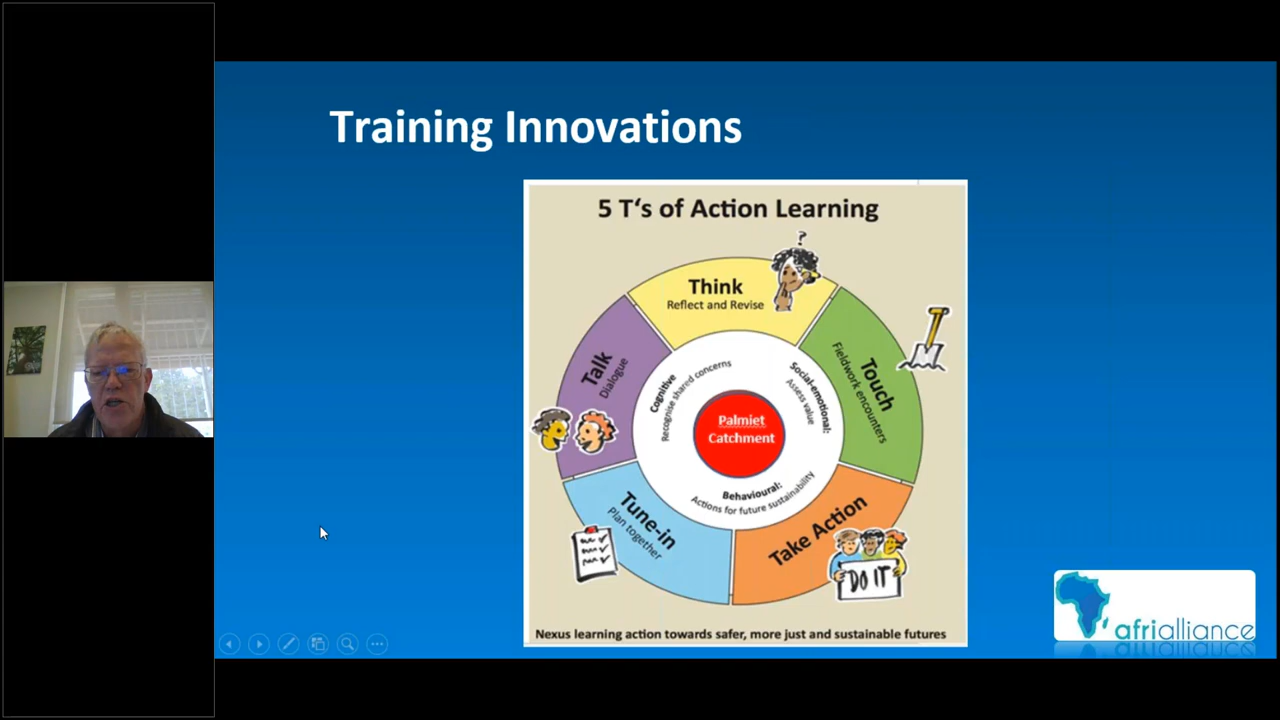 Training Innovations
5 T's of Action Learning
?
Think
Reflect and Revise
Touch
Fieldwork encounters
Take Action
DO IT
Tune-in
Plan together
Talk
Dialogue
Cognitive
Recognise shared concerns
Social-emotional:
Assess value
Behavioural:
Actions for future sustainability
Palmiet
Catchment
Nexus learning action towards safer, more just and sustainable futures
afrialliance